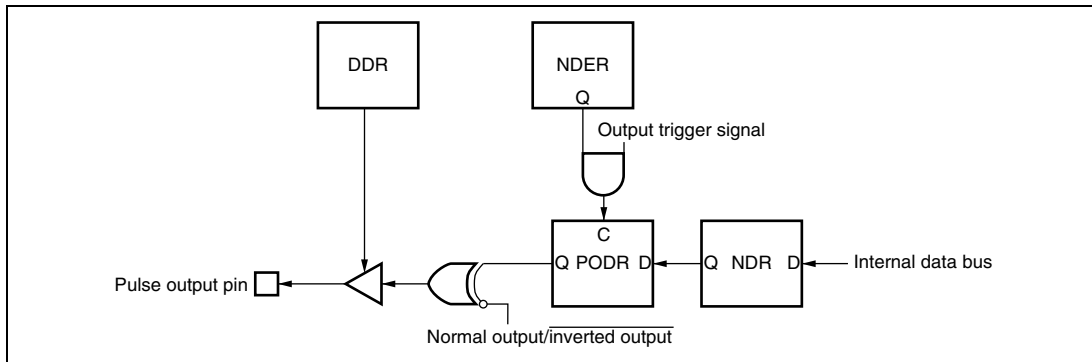 DDR
NDER
Q
Output trigger signal
C
Q PODR D
Q NDR D
Internal data bus
Pulse output pin
Normal output/inverted output